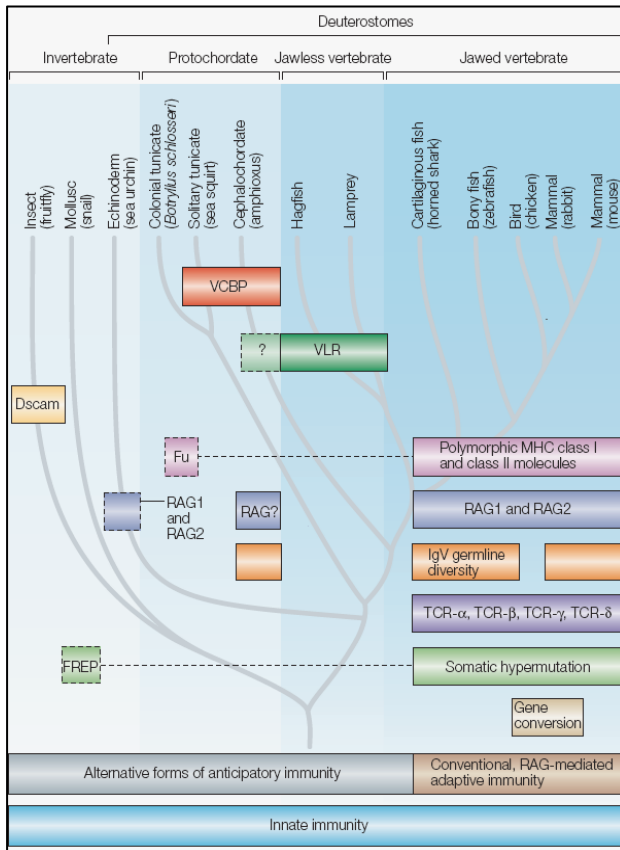 Deuterostomes
Invertebrate
Protochordate
Jawless vertebrate
Jawed vertebrate
Insect
(fruitfly)
Mollusc
(snail)
Echinoderm
(sea urchin)
Colonial tunicate
(Botryllus schlosseri)
Solitary tunicate
(sea squirt)
Cephalochordate
(amphioxus)
Hagfish
Lamprey
Cartilaginous fish
(horned shark)
Bony fish
(zebrafish)
Bird
(chicken)
Mammal
(rabbit)
Mammal
(mouse)
VCBP
?
VLR
Dscam
Fu
Polymorphic MHC class I
and class II molecules
RAG1
and
RAG2
RAG?
RAG1 and RAG2
IgV germline
diversity
TCR-α, TCR-β, TCR-γ, TCR-δ
FREP
Somatic hypermutation
Gene
conversion
Alternative forms of anticipatory immunity
Conventional, RAG-mediated
adaptive immunity
Innate immunity